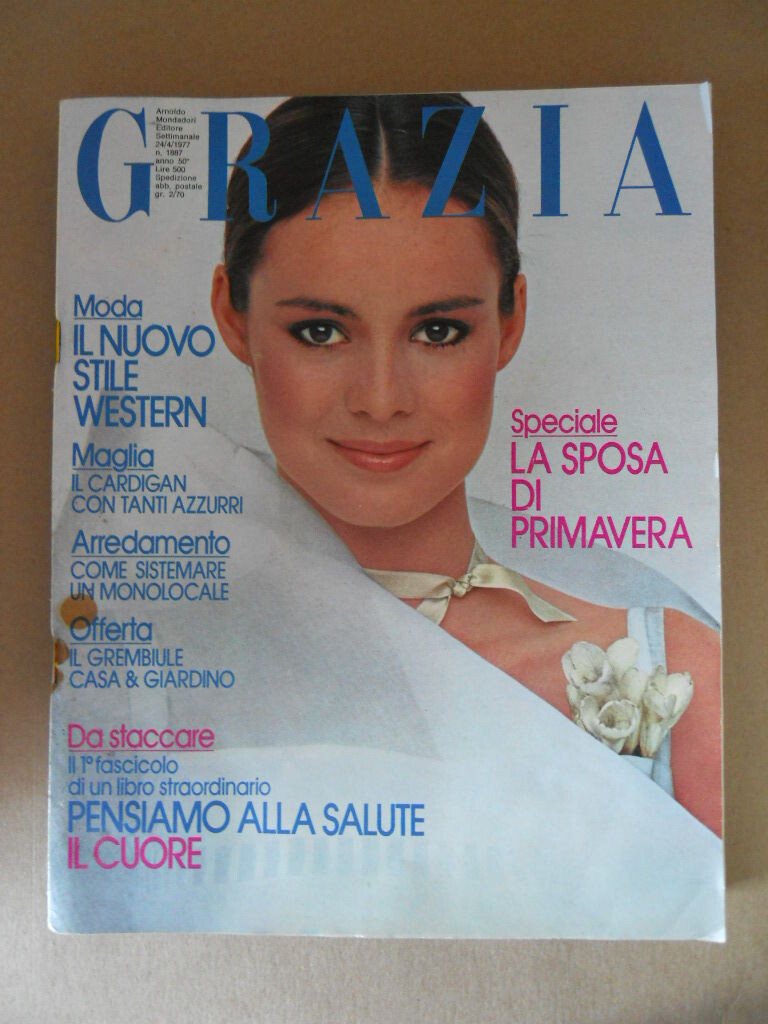 GRAZIA
Arnoldo
Mondadori
Editore
Settimanale
24/4/1977
n. 1887
anno 50°
Lire 500
Spedizione
abb. postale
gr. 2/70
Moda
IL NUOVO
STILE
WESTERN
Maglia
IL CARDIGAN
CON TANTI AZZURRI
Arredamento
COME SISTEMARE
UN MONOLOCALE
Offerta
IL GREMBIULE
CASA & GIARDINO
Speciale
LA SPOSA
DI
PRIMAVERA
Da staccare
Il 1° fascicolo
di un libro straordinario
PENSIAMO ALLA SALUTE
IL CUORE